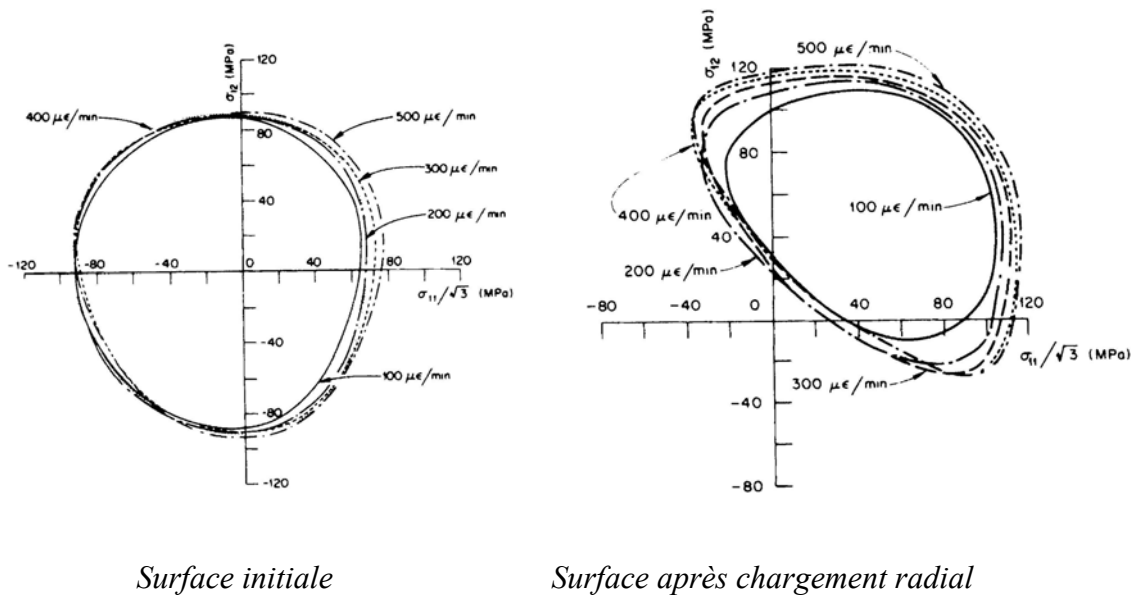 120
σ12 (MPa)
400 µε/min
80
500 µε/min
300 µε/min
40
200 µε/min
-120
-80
-40
0
40
80
120
σ11/√3 (MPa)
-40
100 µε/min
-80
-120
σ12 (MPa)
500 µε/min
120
80
100 µε/min
400 µε/min
40
200 µε/min
-80
-40
0
40
80
120
σ11/√3 (MPa)
300 µε/min
-40
-80
Surface initiale
Surface après chargement radial